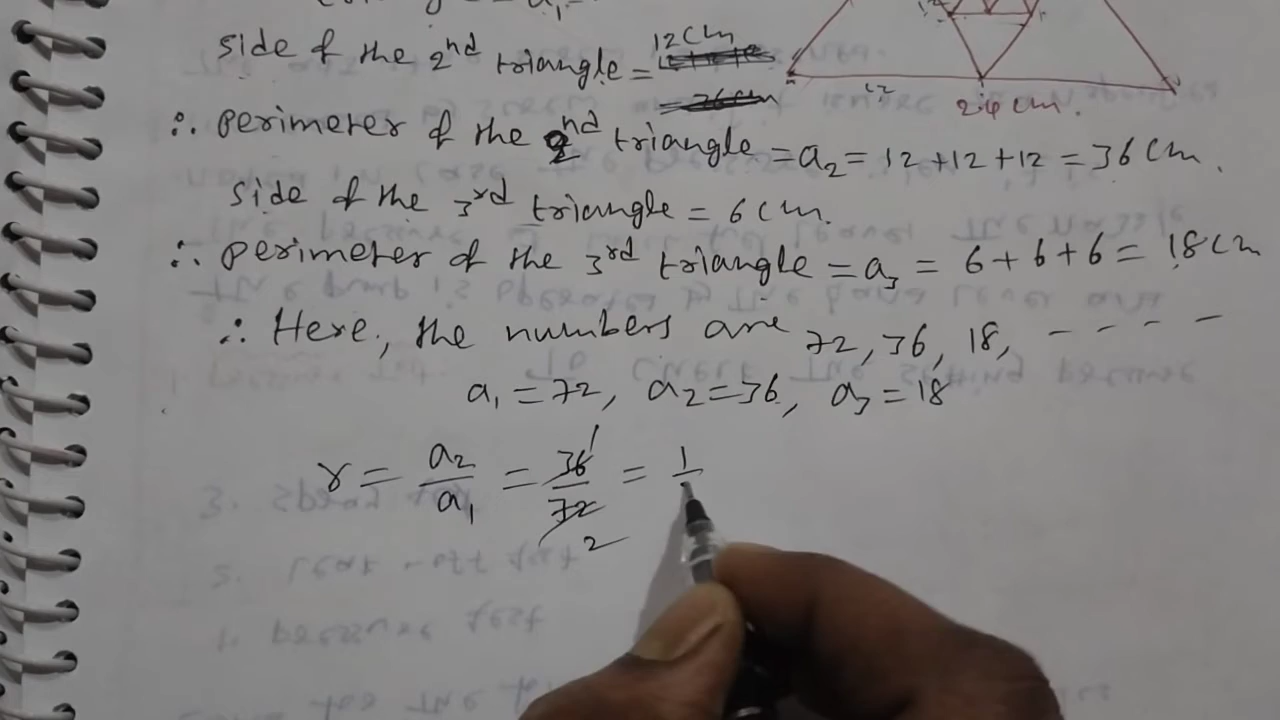 side of the 2nd triangle = 12 cm
24 cm.
∴ perimeter of the 2nd triangle = a₂ = 12 + 12 + 12 = 36 cm.
side of the 3rd triangle = 6 cm.
∴ perimeter of the 3rd triangle = a₃ = 6 + 6 + 6 = 18 cm
∴ Here, the numbers are 72, 36, 18, - - - -
a₁ = 72, a₂ = 36, a₃ = 18
r = a₂/a₁ = 36/72 = 1/
1
2